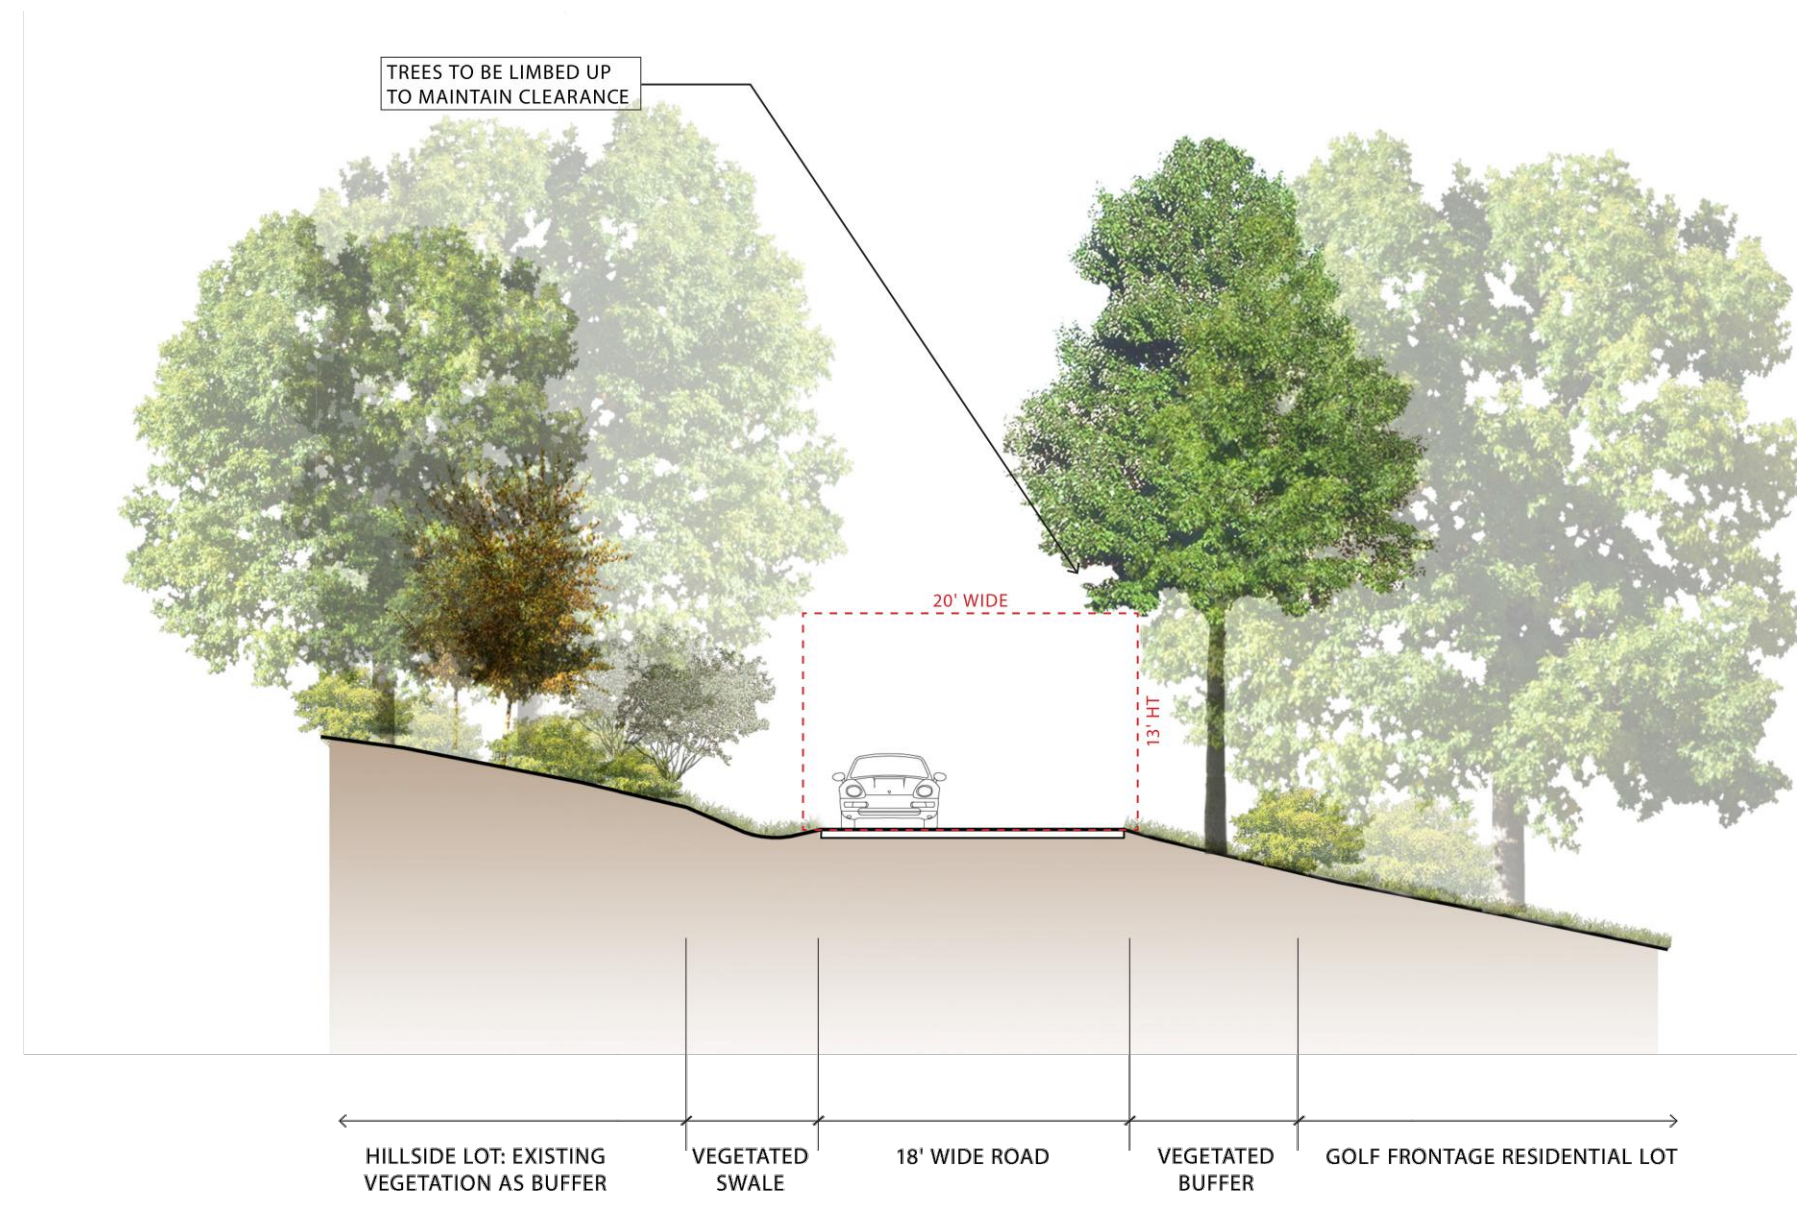 TREES TO BE LIMBED UP
TO MAINTAIN CLEARANCE
20' WIDE
13' HT
HILLSIDE LOT: EXISTING
VEGETATION AS BUFFER
VEGETATED
SWALE
18' WIDE ROAD
VEGETATED
BUFFER
GOLF FRONTAGE RESIDENTIAL LOT